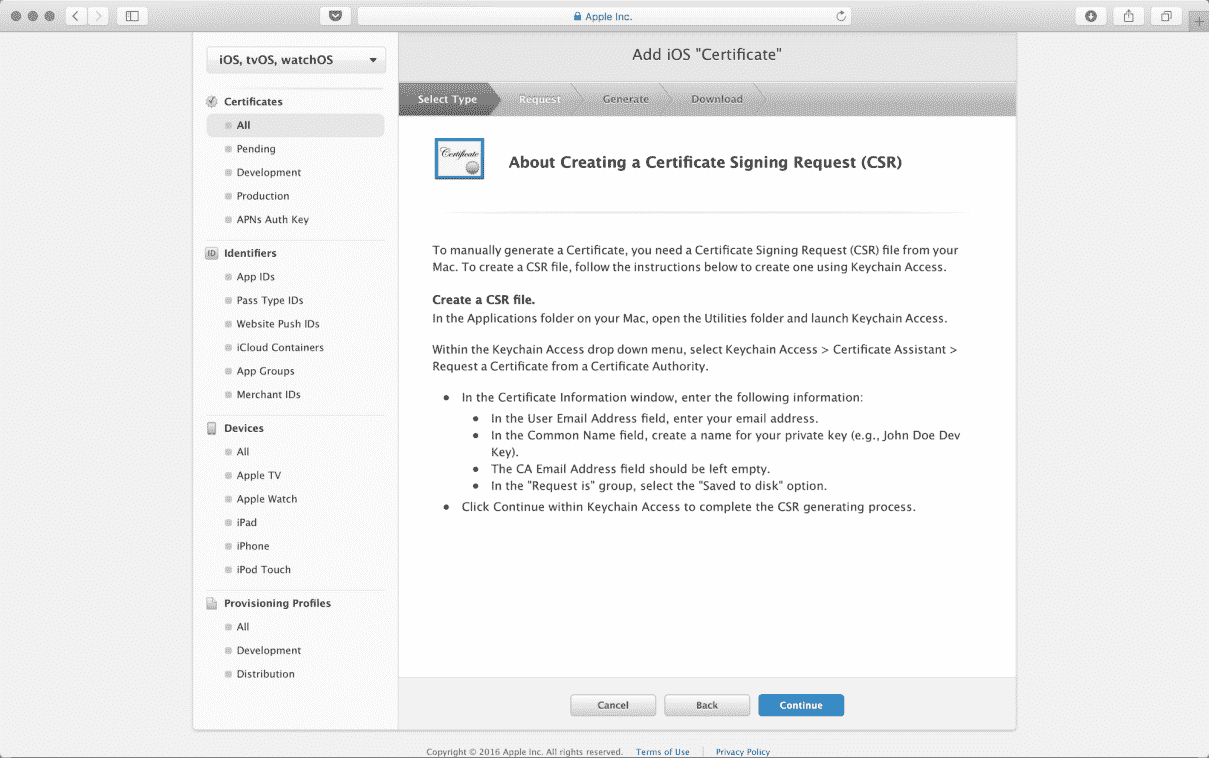 Apple Inc.
iOS, tvOS, watchOS
Certificates
All
Pending
Development
Production
APNs Auth Key
ID Identifiers
App IDs
Pass Type IDs
Website Push IDs
iCloud Containers
App Groups
Merchant IDs
Devices
All
Apple TV
Apple Watch
iPad
iPhone
iPod Touch
Provisioning Profiles
All
Development
Distribution
Add iOS "Certificate"
Select Type Request Generate Download
Certificate
About Creating a Certificate Signing Request (CSR)
To manually generate a Certificate, you need a Certificate Signing Request (CSR) file from your
Mac. To create a CSR file, follow the instructions below to create one using Keychain Access.
Create a CSR file.
In the Applications folder on your Mac, open the Utilities folder and launch Keychain Access.
Within the Keychain Access drop down menu, select Keychain Access > Certificate Assistant >
Request a Certificate from a Certificate Authority.
• In the Certificate Information window, enter the following information:
• In the User Email Address field, enter your email address.
• In the Common Name field, create a name for your private key (e.g., John Doe Dev
Key).
• The CA Email Address field should be left empty.
• In the "Request is" group, select the "Saved to disk" option.
• Click Continue within Keychain Access to complete the CSR generating process.
Cancel Back Continue
Copyright © 2016 Apple Inc. All rights reserved. Terms of Use | Privacy Policy